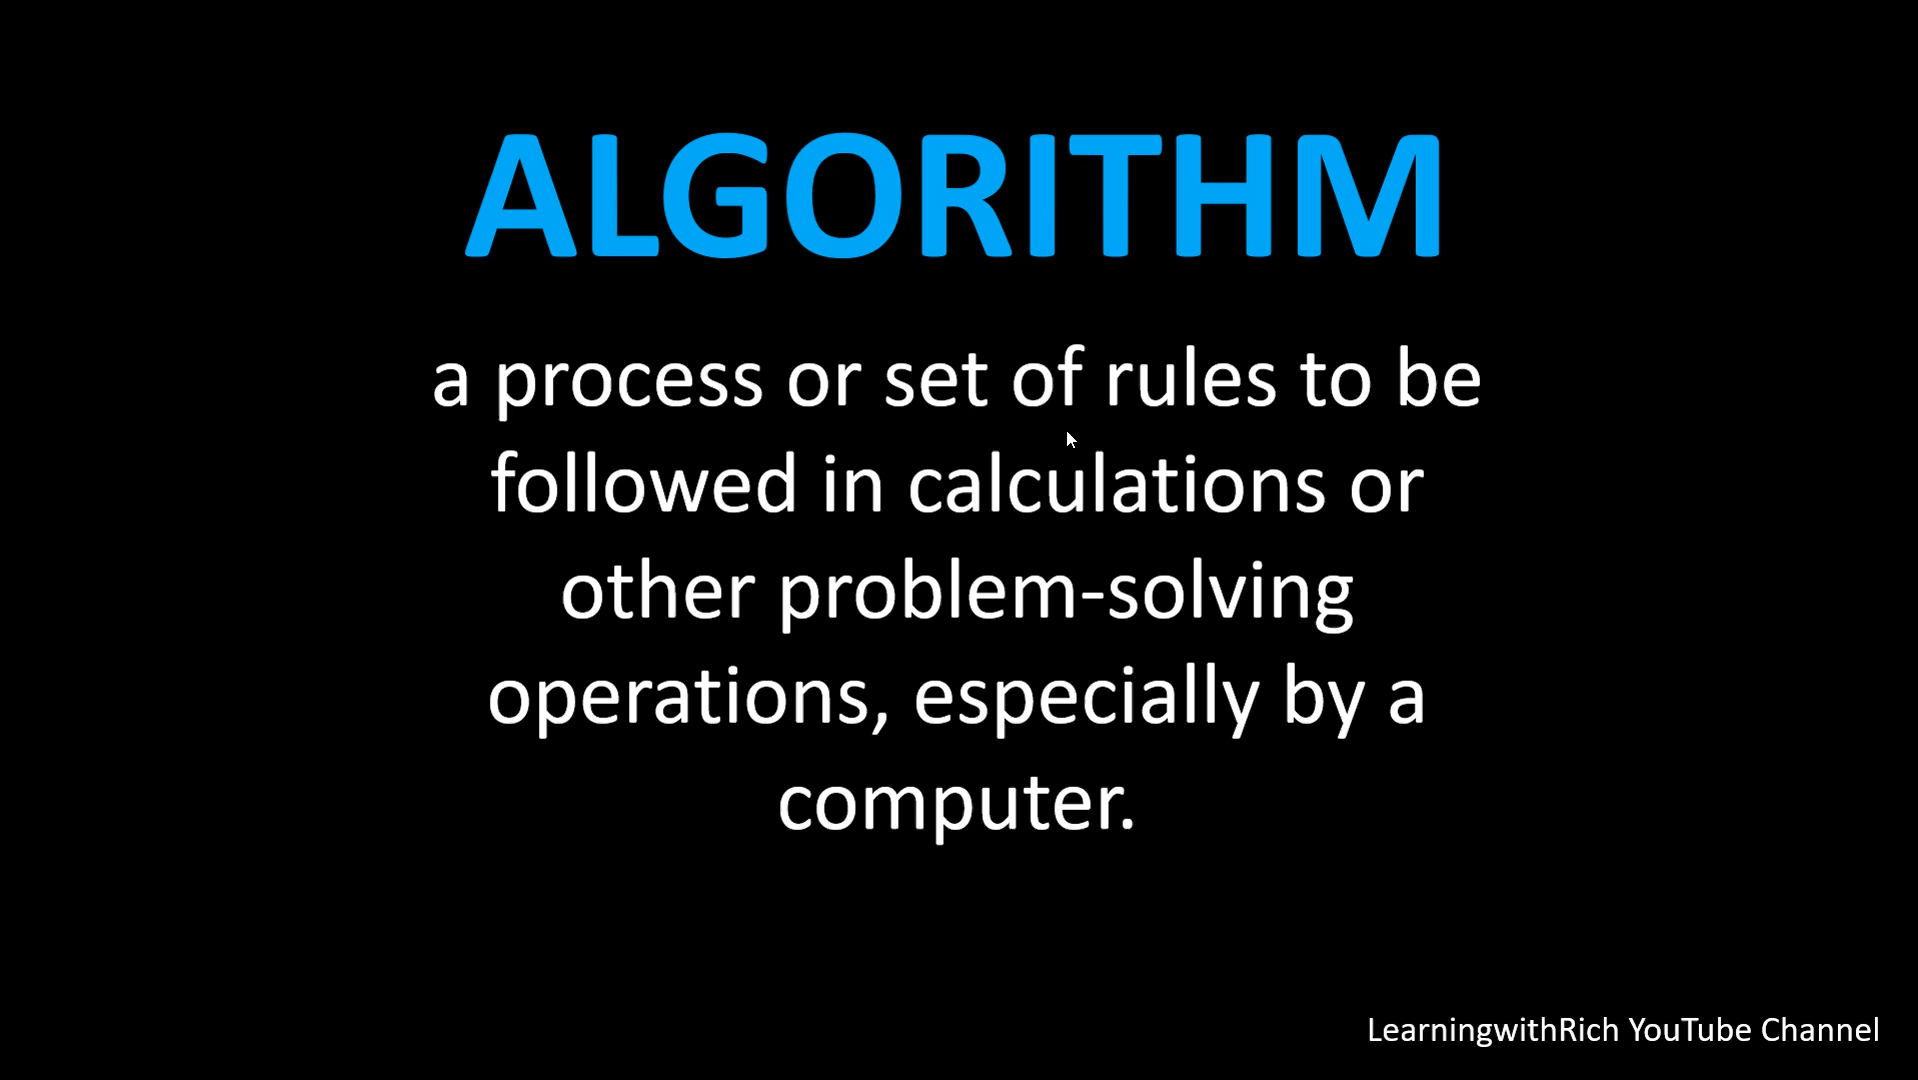 ALGORITHM
a process or set of rules to be
followed in calculations or
other problem-solving
operations, especially by a
computer.
LearningwithRich YouTube Channel